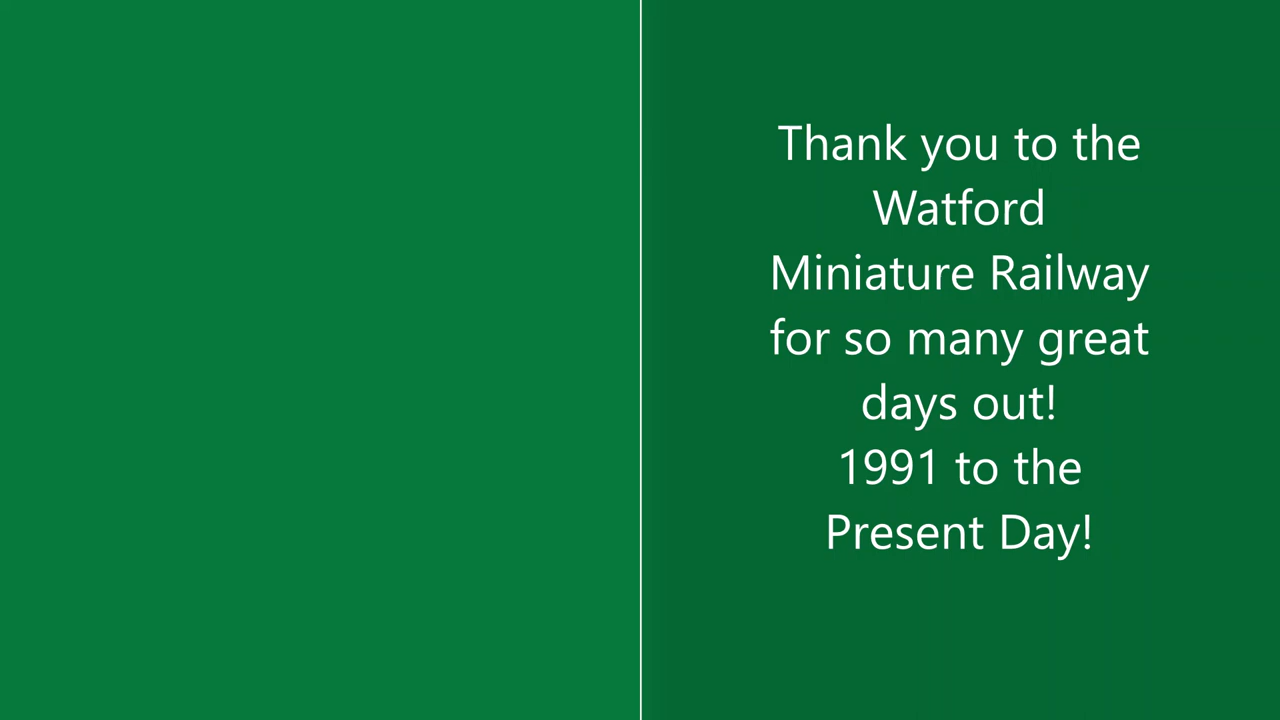 Thank you to the
Watford
Miniature Railway
for so many great
days out!
1991 to the
Present Day!